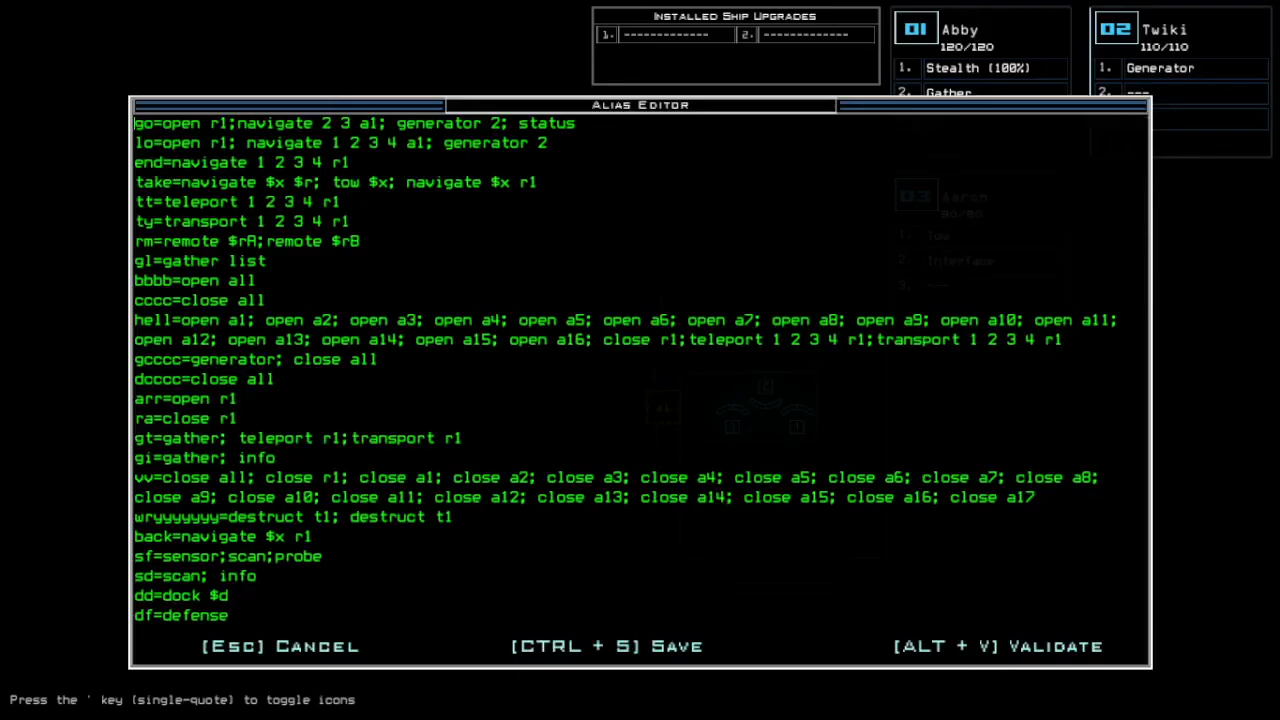 Installed Ship Upgrades
1. ------------- 2. -------------
01 Abby
120/120
1. Stealth (100%)
2. Gather
02 Twiki
110/110
1. Generator
2. ---
Alias Editor
go=open r1;navigate 2 3 a1; generator 2; status
lo=open r1; navigate 1 2 3 4 a1; generator 2
end=navigate 1 2 3 4 r1
take=navigate $x $r; tow $x; navigate $x r1
tt=teleport 1 2 3 4 r1
ty=transport 1 2 3 4 r1
rm=remote $rA;remote $rB
gl=gather list
bbbb=open all
cccc=close all
hell=open a1; open a2; open a3; open a4; open a5; open a6; open a7; open a8; open a9; open a10; open a11;
open a12; open a13; open a14; open a15; open a16; close r1;teleport 1 2 3 4 r1;transport 1 2 3 4 r1
gcccc=generator; close all
dcccc=close all
arr=open r1
ra=close r1
gt=gather; teleport r1;transport r1
gi=gather; info
vv=close all; close r1; close a1; close a2; close a3; close a4; close a5; close a6; close a7; close a8;
close a9; close a10; close a11; close a12; close a13; close a14; close a15; close a16; close a17
wryyyyyyy=destruct t1; destruct t1
back=navigate $x r1
sf=sensor;scan;probe
sd=scan; info
dd=dock $d
df=defense
03 Aaron
90/90
1. Tow
2. Interface
3. ---
[Esc] Cancel [CTRL + S] Save [ALT + V] Validate
Press the ' key (single-quote) to toggle icons